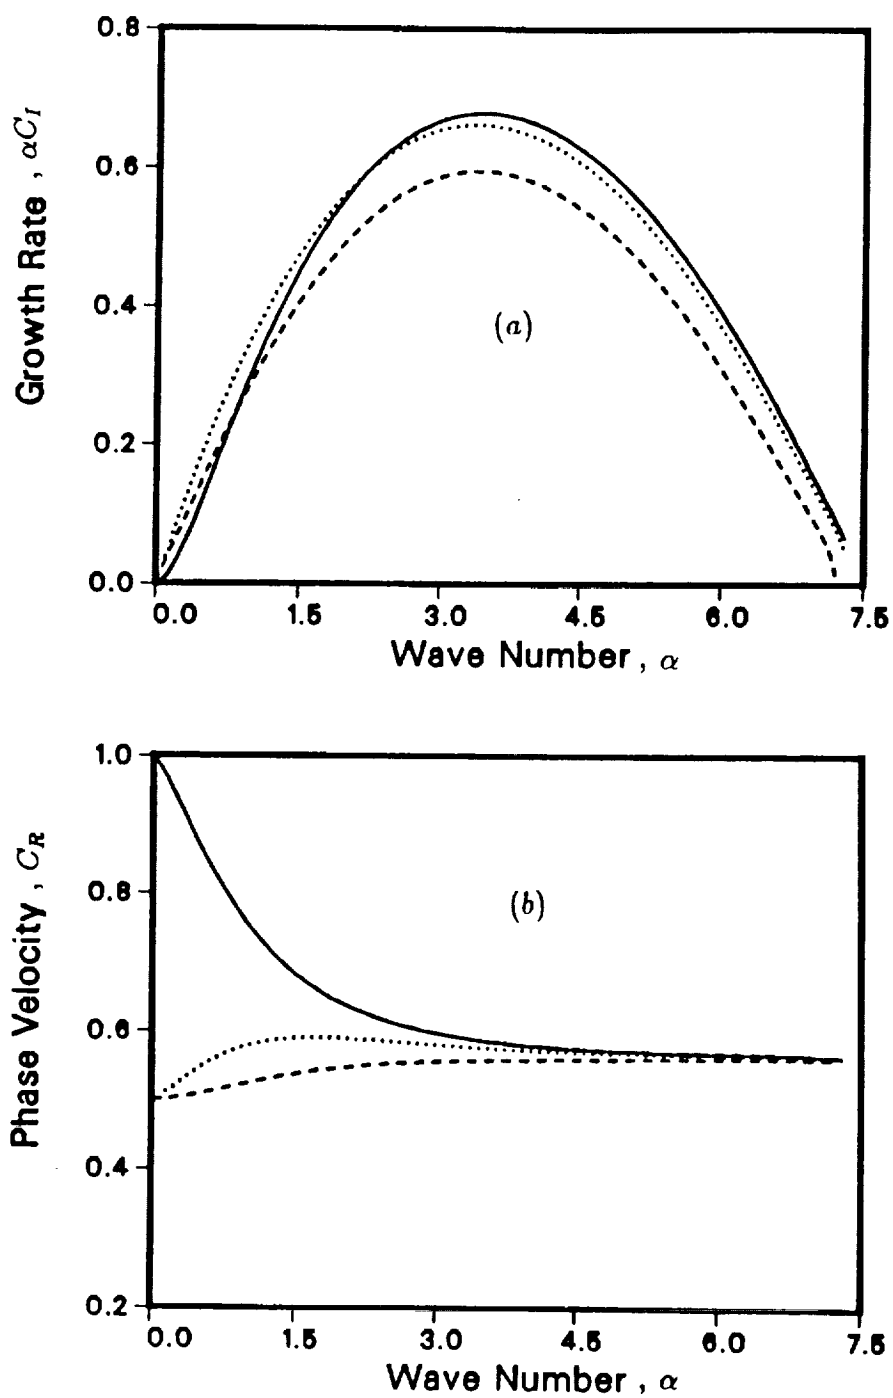 0.8
0.6
0.4
0.2
0.0
Growth Rate , αC_I
(a)
0.0 1.5 3.0 4.5 6.0 7.5
Wave Number , α
1.0
0.8
0.6
0.4
0.2
Phase Velocity , C_R
(b)
0.0 1.5 3.0 4.5 6.0 7.5
Wave Number , α